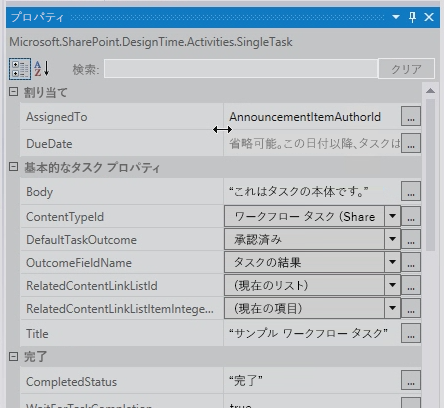 プロパティ
Microsoft.SharePoint.DesignTime.Activities.SingleTask
検索: クリア
割り当て
AssignedTo AnnouncementItemAuthorId ...
DueDate 省略可能。この日付以降、タスクは ...
基本的なタスク プロパティ
Body “これはタスクの本体です。” ...
ContentTypeId ワークフロー タスク (Share
DefaultTaskOutcome 承認済み
OutcomeFieldName タスクの結果
RelatedContentLinkListId (現在のリスト)
RelatedContentLinkListItemIntege... (現在の項目)
Title “サンプル ワークフロー タスク” ...
完了
CompletedStatus “完了” ...
WaitForTaskCompletion true